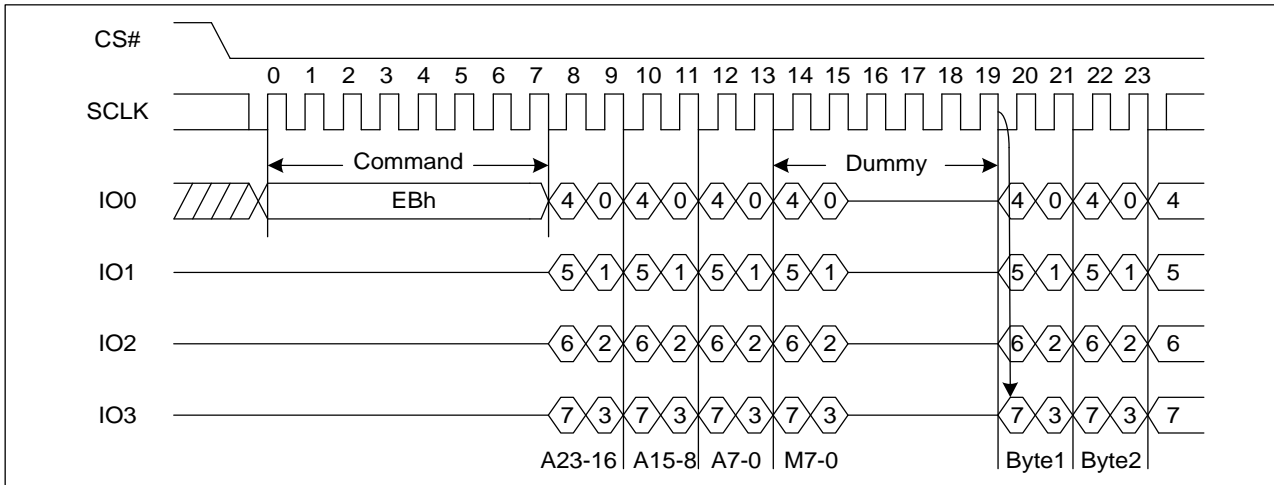 CS#
0 1 2 3 4 5 6 7 8 9 10 11 12 13 14 15 16 17 18 19 20 21 22 23
SCLK
Command Dummy
IO0 EBh 4 0 4 0 4 0 4 0 4 0 4 0 4
IO1 5 1 5 1 5 1 5 1 5 1 5 1 5
IO2 6 2 6 2 6 2 6 2 6 2 6 2 6
IO3 7 3 7 3 7 3 7 3 7 3 7 3 7
A23-16 A15-8 A7-0 M7-0 Byte1 Byte2